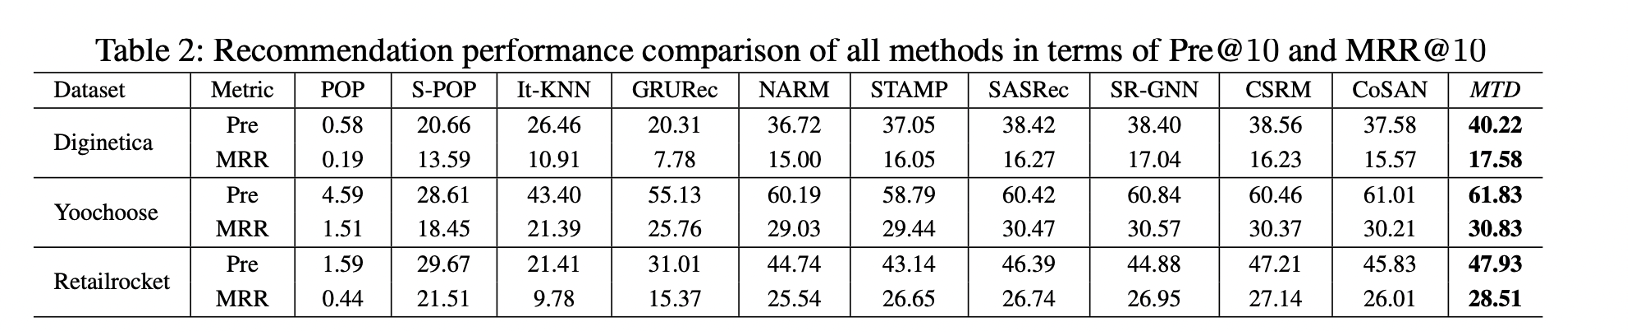 Table 2: Recommendation performance comparison of all methods in terms of Pre@10 and MRR@10
Dataset Metric POP S-POP It-KNN GRURec NARM STAMP SASRec SR-GNN CSRM CoSAN MTD
Diginetica
Pre 0.58 20.66 26.46 20.31 36.72 37.05 38.42 38.40 38.56 37.58 40.22
MRR 0.19 13.59 10.91 7.78 15.00 16.05 16.27 17.04 16.23 15.57 17.58
Yoochoose
Pre 4.59 28.61 43.40 55.13 60.19 58.79 60.42 60.84 60.46 61.01 61.83
MRR 1.51 18.45 21.39 25.76 29.03 29.44 30.47 30.57 30.37 30.21 30.83
Retailrocket
Pre 1.59 29.67 21.41 31.01 44.74 43.14 46.39 44.88 47.21 45.83 47.93
MRR 0.44 21.51 9.78 15.37 25.54 26.65 26.74 26.95 27.14 26.01 28.51